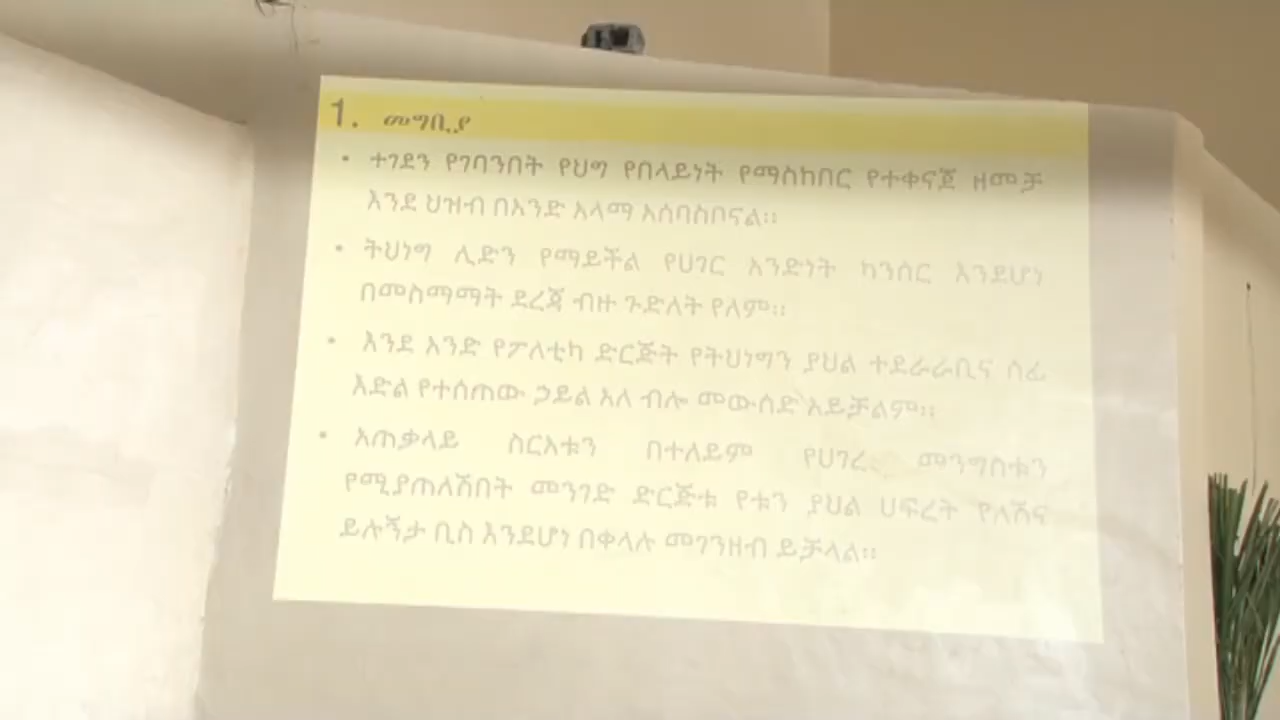 1. መግቢያ
• ተገደን የገባንበት የህግ የበላይነት የማስከበር የተቀናጀ ዘመቻ
እንደ ህዝብ በአንድ አላማ አሰባስቦናል፡፡
• ትህነግ ሊድን የማይችል የሀገር አንድነት ካንሰር እንደሆነ
በመስማማት ደረጃ ብዙ ጉድለት የለም፡፡
• እንደ አንድ የፖለቲካ ድርጅት የትህነግን ያህል ተደራራቢና ሰፊ
እድል የተሰጠው ኃይል አለ ብሎ መውሰድ አይቻልም፡፡
• አጠቃላይ ስርአቱን በተለይም የሀገረ መንግስቱን
የሚያጠለሽበት መንገድ ድርጅቱ የቱን ያህል ሀፍረት የለሽና
ይሉኝታ ቢስ እንደሆነ በቀላሉ መገንዘብ ይቻላል፡፡